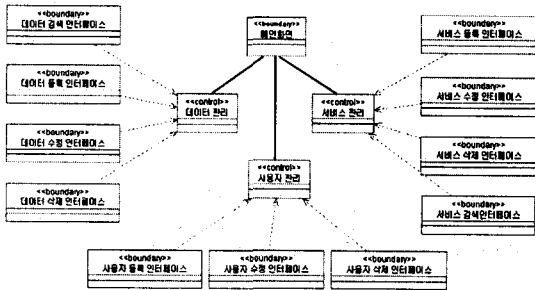 <<boundary>>
데이터 검색 인터페이스
<<boundary>>
메인화면
<<boundary>>
서비스 등록 인터페이스
<<boundary>>
데이터 등록 인터페이스
<<control>>
데이터 관리
<<control>>
서비스 관리
<<boundary>>
서비스 수정 인터페이스
<<boundary>>
데이터 수정 인터페이스
<<boundary>>
서비스 삭제 인터페이스
<<control>>
사용자 관리
<<boundary>>
데이터 삭제 인터페이스
<<boundary>>
서비스 검색인터페이스
<<boundary>>
사용자 등록 인터페이스
<<boundary>>
사용자 수정 인터페이스
<<boundary>>
사용자 삭제 인터페이스